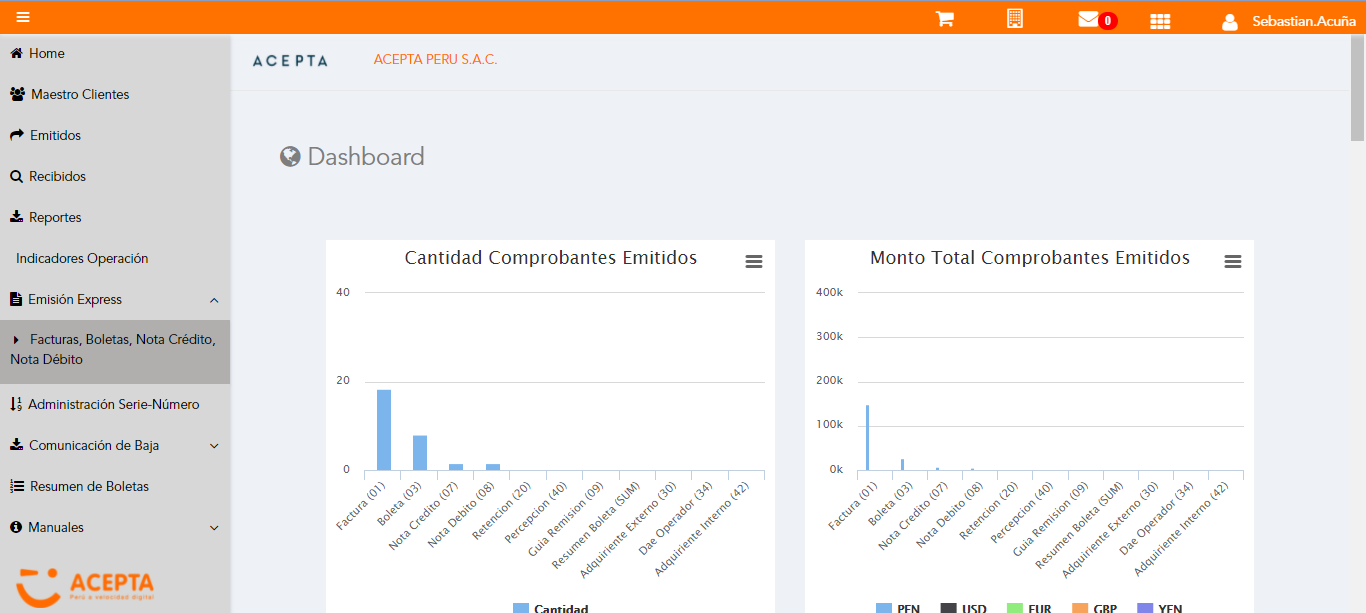 0
Sebastian.Acuña
Home
Maestro Clientes
Emitidos
Recibidos
Reportes
Indicadores Operación
Emisión Express
Facturas, Boletas, Nota Crédito,
Nota Débito
Administración Serie-Número
Comunicación de Baja
Resumen de Boletas
Manuales
ACEPTA
Perú a velocidad digital
ACEPTA
ACEPTA PERU S.A.C.
Dashboard
Cantidad Comprobantes Emitidos
40
20
0
Factura (01)
Boleta (03)
Nota Credito (07)
Nota Debito (08)
Retencion (20)
Percepcion (40)
Guia Remision (09)
Resumen Boleta (SUM)
Adquiriente Externo (30)
Dae Operador (34)
Adquiriente Interno (42)
Cantidad
Monto Total Comprobantes Emitidos
400k
300k
200k
100k
0k
Factura (01)
Boleta (03)
Nota Credito (07)
Nota Debito (08)
Retencion (20)
Percepcion (40)
Guia Remision (09)
Resumen Boleta (SUM)
Adquiriente Externo (30)
Dae Operador (34)
Adquiriente Interno (42)
PEN USD EUR GBP YEN